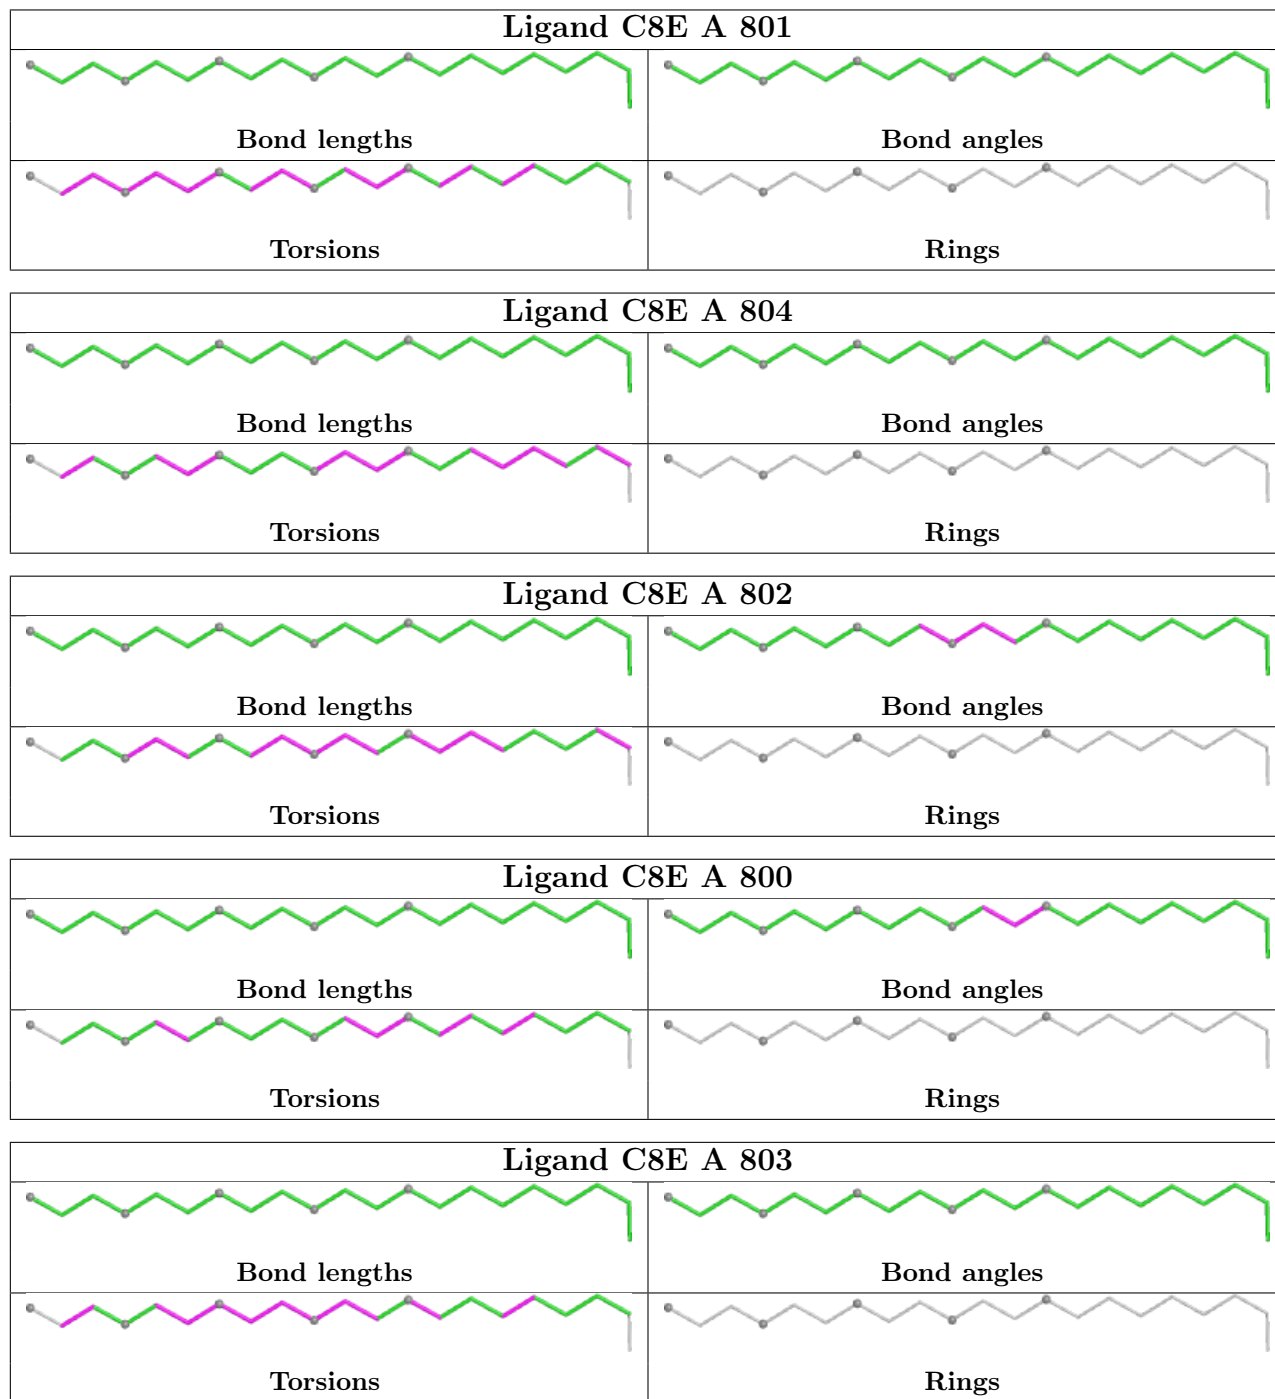 Ligand C8E A 801
Bond lengths
Bond angles
Torsions
Rings
Ligand C8E A 804
Bond lengths
Bond angles
Torsions
Rings
Ligand C8E A 802
Bond lengths
Bond angles
Torsions
Rings
Ligand C8E A 800
Bond lengths
Bond angles
Torsions
Rings
Ligand C8E A 803
Bond lengths
Bond angles
Torsions
Rings